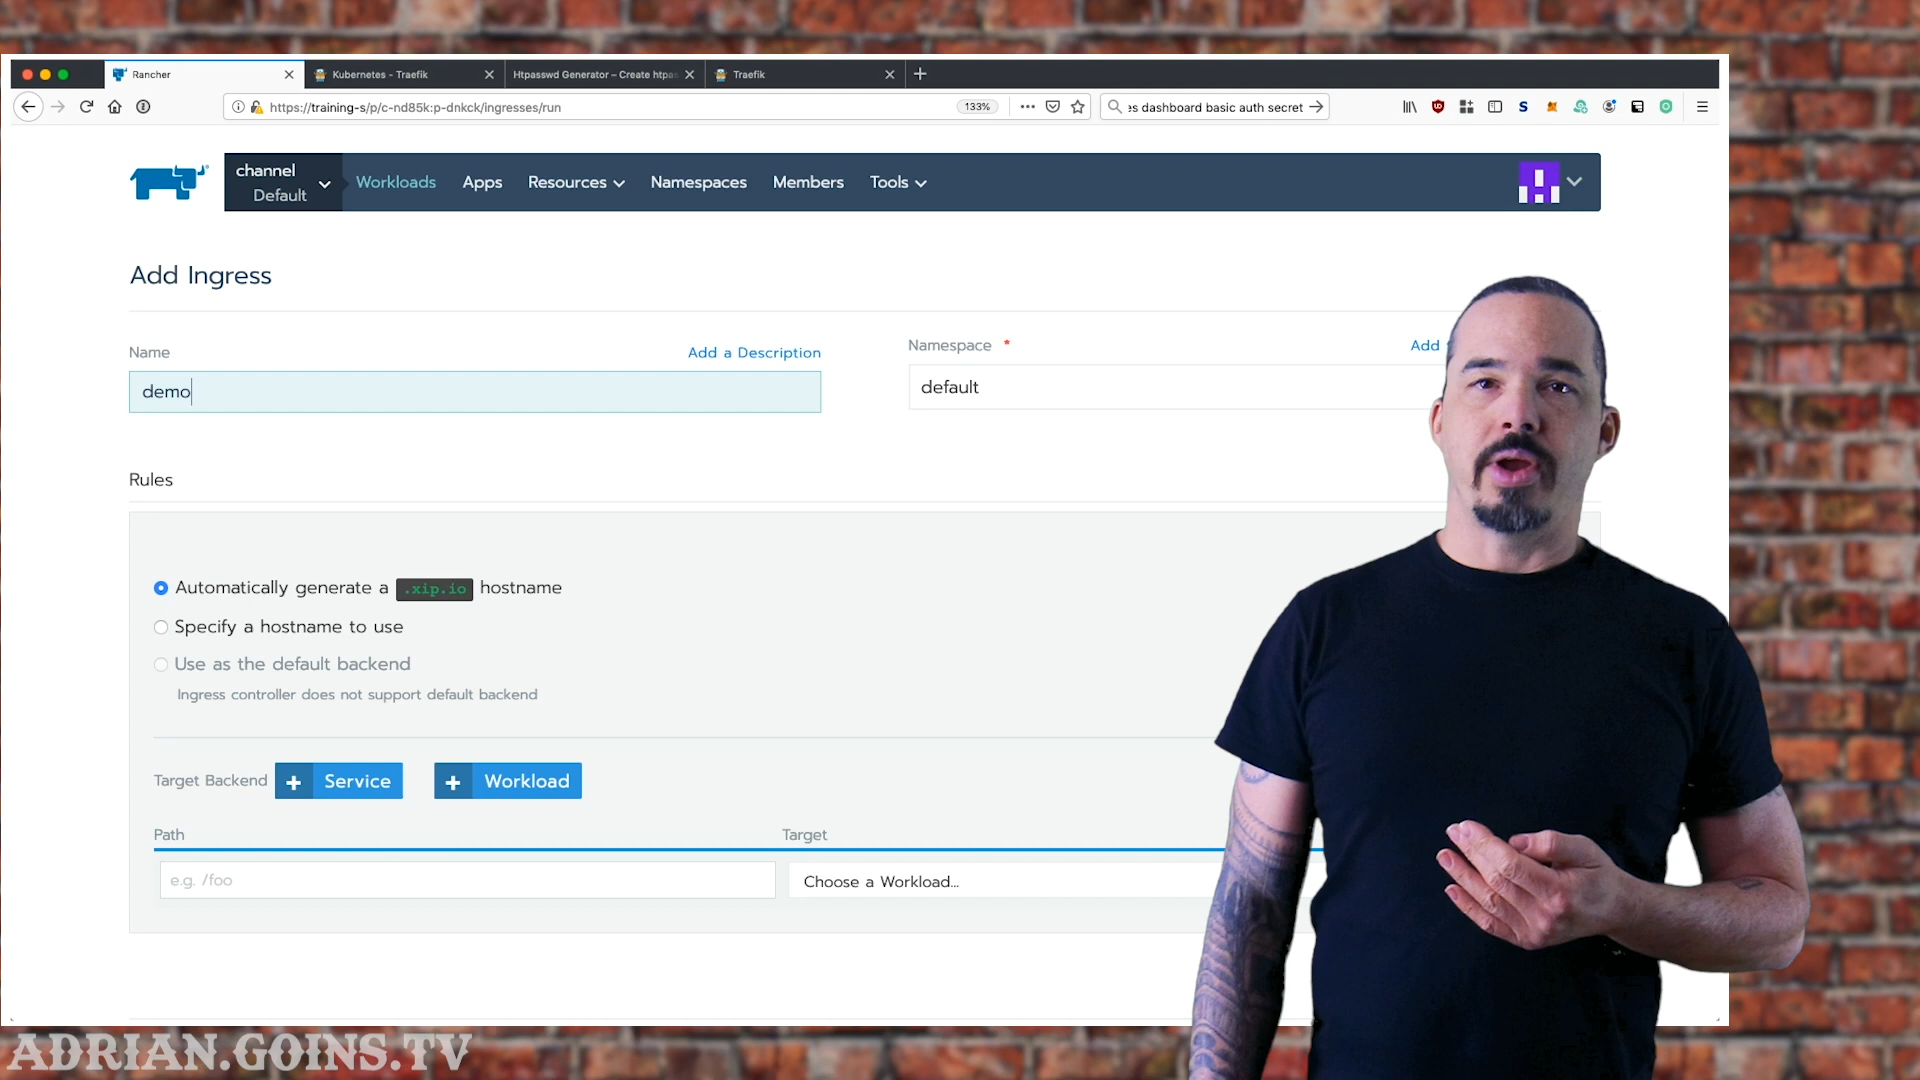 Rancher
Kubernetes - Traefik
Htpasswd Generator – Create htpas
Traefik
https://training-s/p/c-nd85k:p-dnkck/ingresses/run
133%
es dashboard basic auth secret
channel
Default
Workloads
Apps
Resources
Namespaces
Members
Tools
Add Ingress
Name
Add a Description
Namespace *
Add
demo
default
Rules
Automatically generate a .xip.io hostname
Specify a hostname to use
Use as the default backend
Ingress controller does not support default backend
Target Backend
+ Service
+ Workload
Path
Target
e.g. /foo
Choose a Workload...
ADRIAN.GOINS.TV